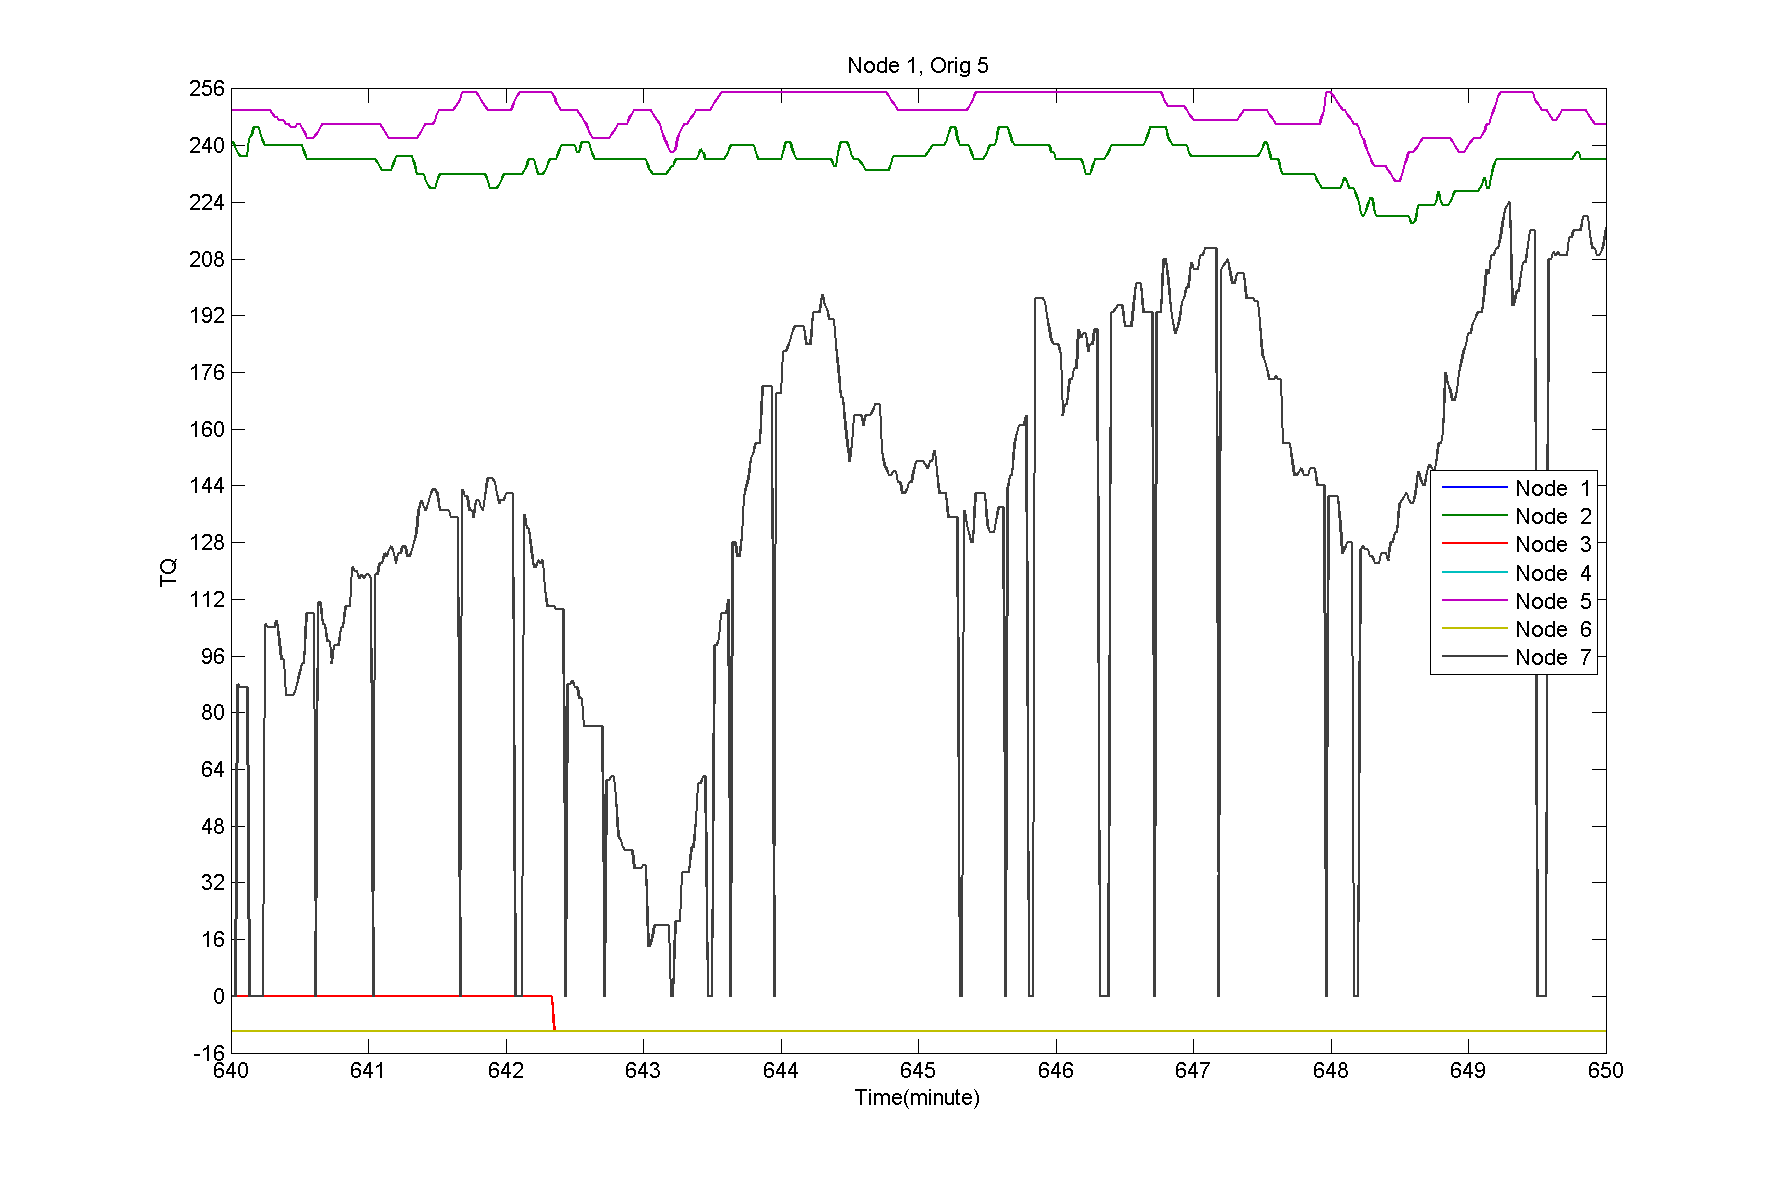 Node 1, Orig 5
256
240
224
208
192
176
160
144
128
112
96
80
64
48
32
16
0
-16
TQ
Node 1
Node 2
Node 3
Node 4
Node 5
Node 6
Node 7
640 641 642 643 644 645 646 647 648 649 650
Time(minute)